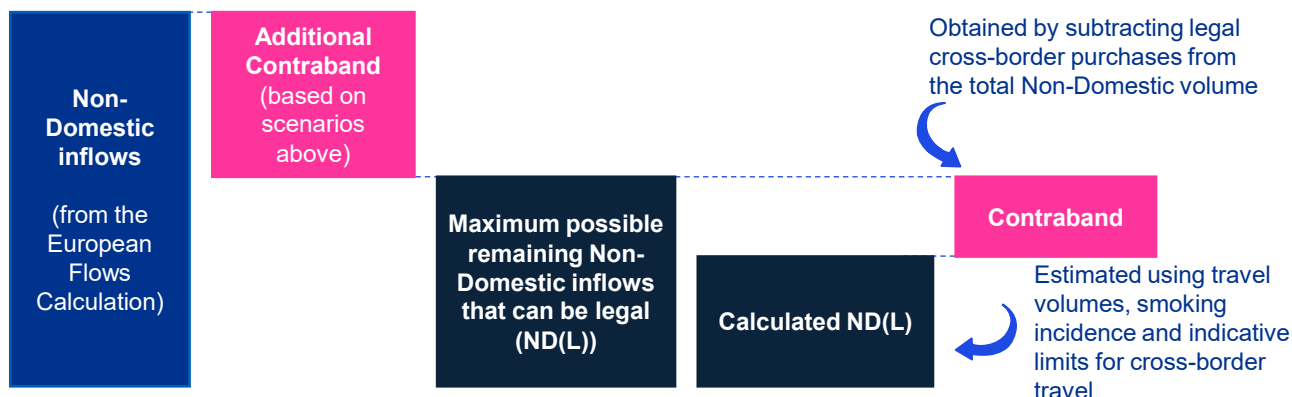 Non-
Domestic
inflows
(from the
European
Flows
Calculation)
Additional
Contraband
(based on
scenarios
above)
Maximum possible
remaining Non-
Domestic inflows
that can be legal
(ND(L))
Calculated ND(L)
Obtained by subtracting legal
cross-border purchases from
the total Non-Domestic volume
Contraband
Estimated using travel
volumes, smoking
incidence and indicative
limits for cross-border
travel